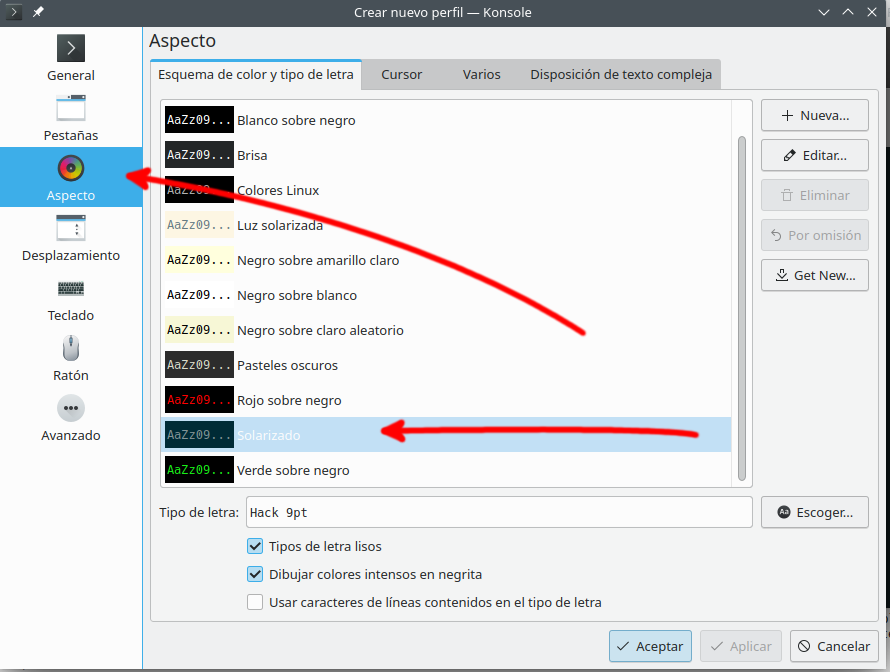 Crear nuevo perfil — Konsole
General
Pestañas
Aspecto
Desplazamiento
Teclado
Ratón
Avanzado
Aspecto
Esquema de color y tipo de letra Cursor Varios Disposición de texto compleja
AaZz09... Blanco sobre negro
AaZz09... Brisa
AaZz09... Colores Linux
AaZz09... Luz solarizada
AaZz09... Negro sobre amarillo claro
AaZz09... Negro sobre blanco
AaZz09... Negro sobre claro aleatorio
AaZz09... Pasteles oscuros
AaZz09... Rojo sobre negro
AaZz09... Solarizado
AaZz09... Verde sobre negro
Nueva...
Editar...
Eliminar
Por omisión
Get New...
Tipo de letra: Hack 9pt Aa Escoger...
Tipos de letra lisos
Dibujar colores intensos en negrita
Usar caracteres de líneas contenidos en el tipo de letra
Aceptar Aplicar Cancelar